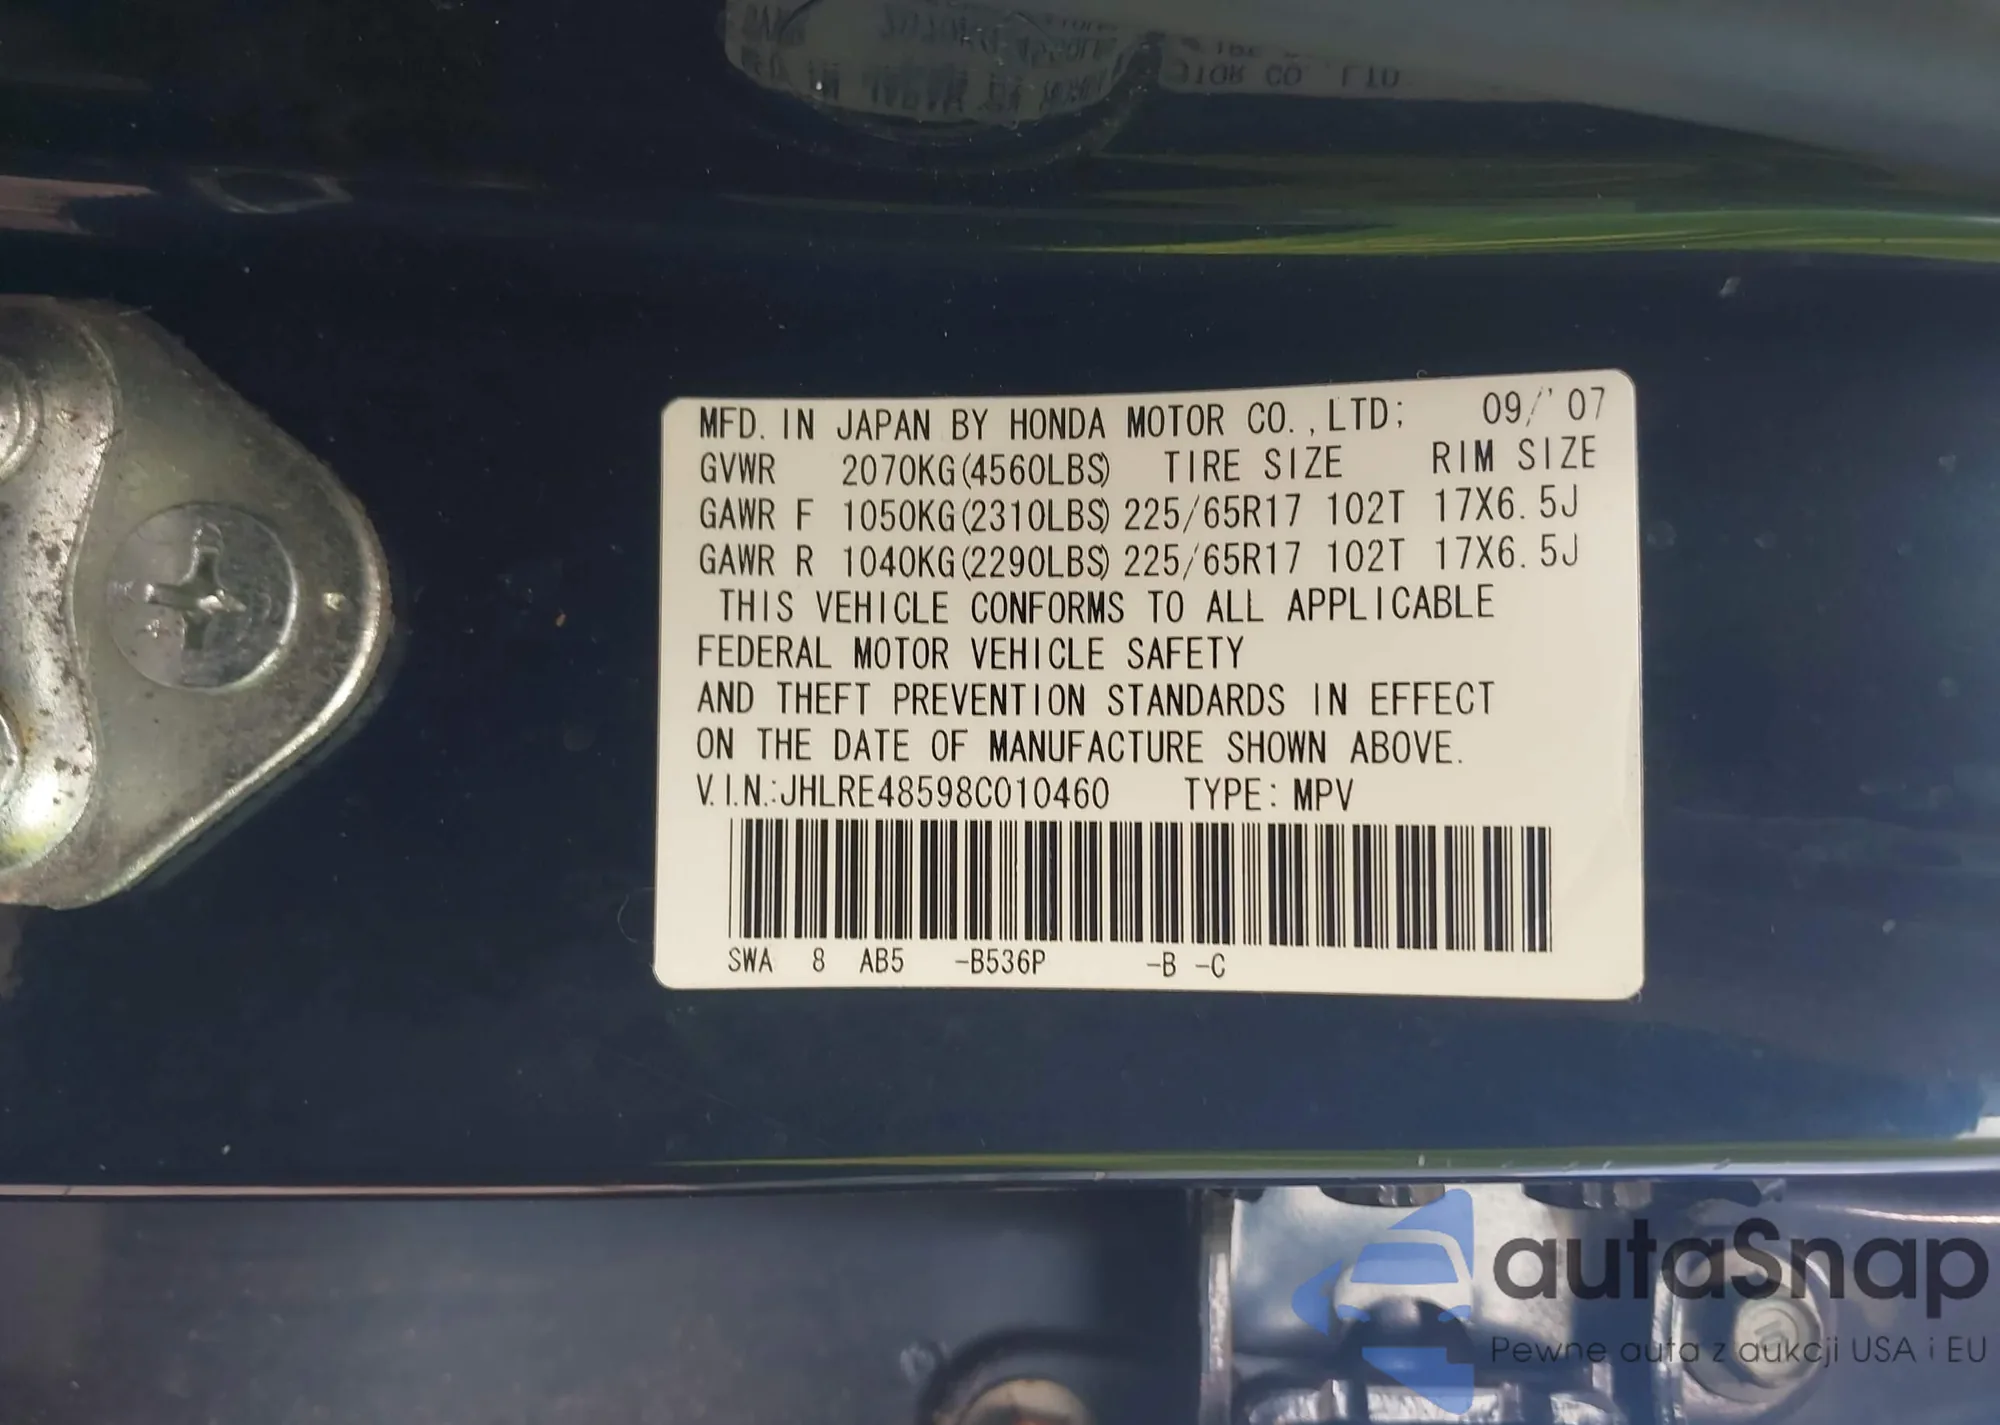 MFD. IN JAPAN BY HONDA MOTOR CO.,LTD; 09/'07
GVWR 2070KG(4560LBS) TIRE SIZE RIM SIZE
GAWR F 1050KG(2310LBS) 225/65R17 102T 17X6.5J
GAWR R 1040KG(2290LBS) 225/65R17 102T 17X6.5J
THIS VEHICLE CONFORMS TO ALL APPLICABLE
FEDERAL MOTOR VEHICLE SAFETY
AND THEFT PREVENTION STANDARDS IN EFFECT
ON THE DATE OF MANUFACTURE SHOWN ABOVE.
V.I.N.:JHLRE48598C010460 TYPE: MPV
SWA 8 AB5 -B536P -B -C
autaSnap
Pewne auta z aukcji USA i EU